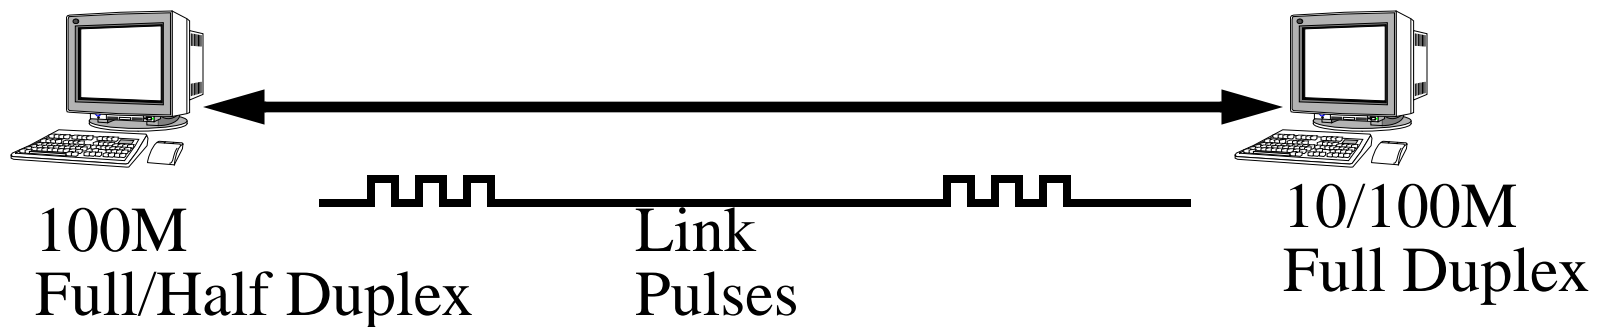 100M
Full/Half Duplex
Link
Pulses
10/100M
Full Duplex